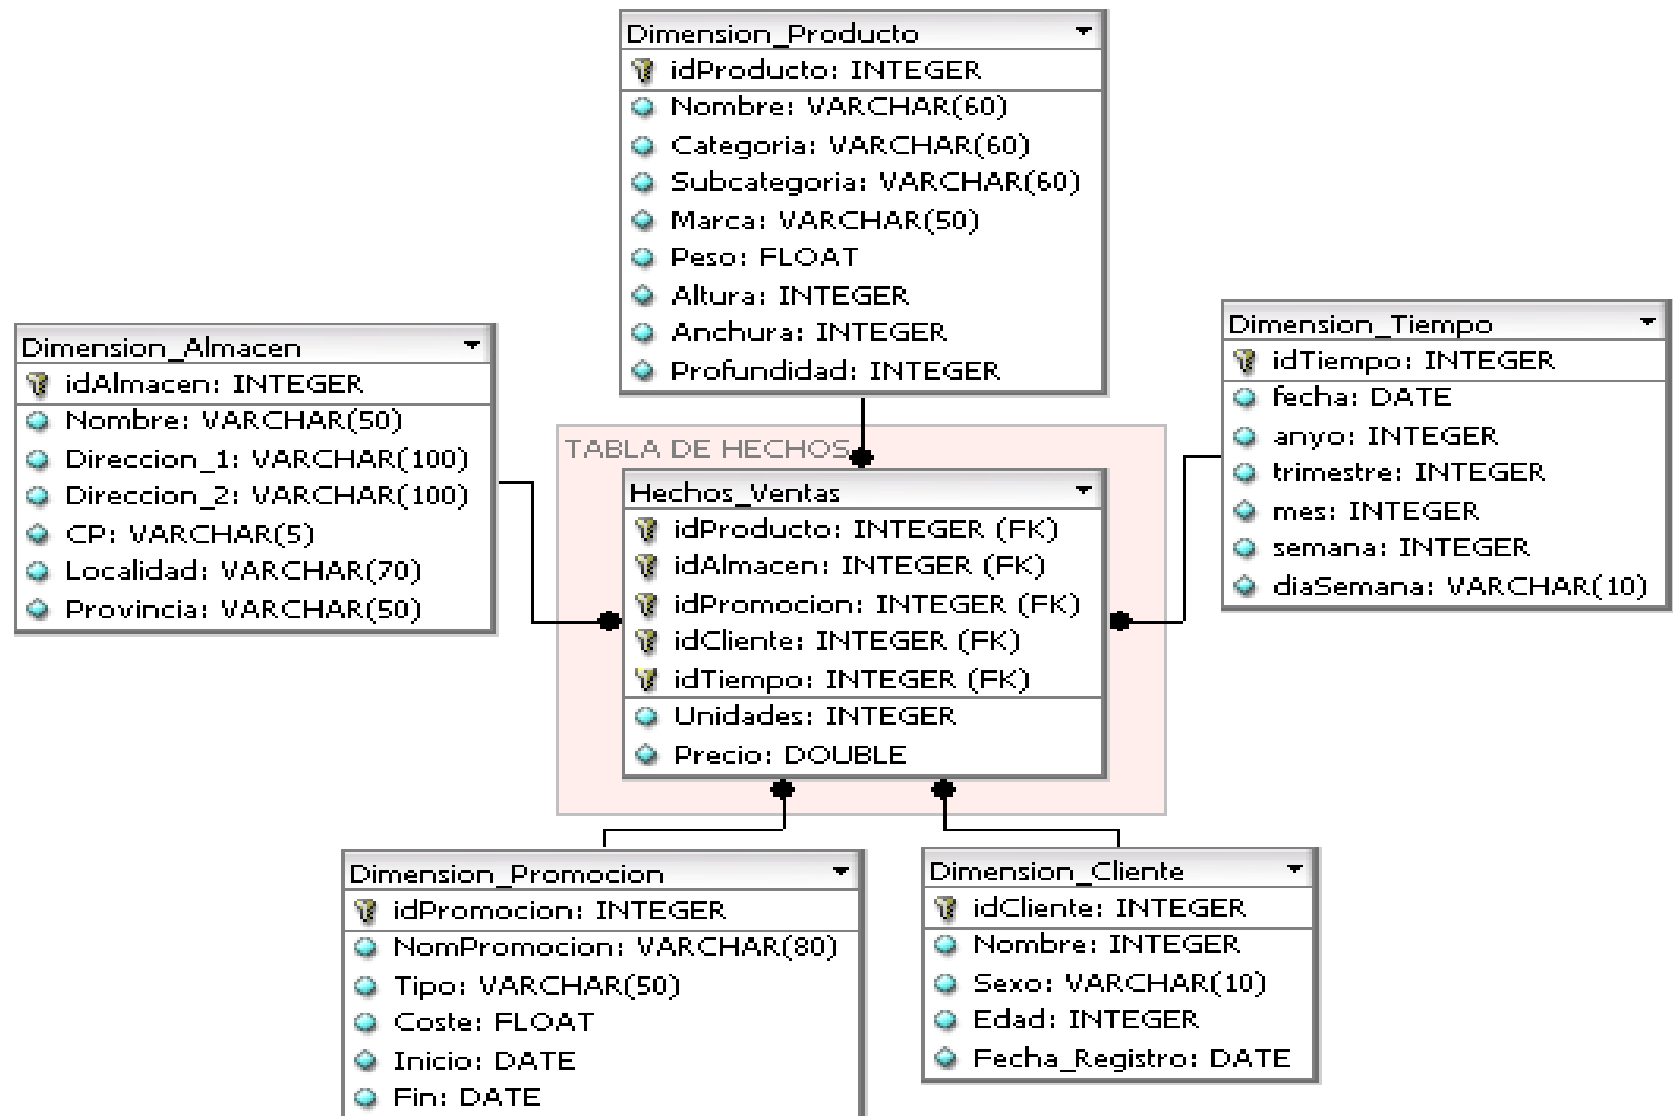 Dimension_Producto
idProducto: INTEGER
Nombre: VARCHAR(60)
Categoria: VARCHAR(60)
Subcategoria: VARCHAR(60)
Marca: VARCHAR(50)
Peso: FLOAT
Altura: INTEGER
Anchura: INTEGER
Profundidad: INTEGER
Dimension_Almacen
idAlmacen: INTEGER
Nombre: VARCHAR(50)
Direccion_1: VARCHAR(100)
Direccion_2: VARCHAR(100)
CP: VARCHAR(5)
Localidad: VARCHAR(70)
Provincia: VARCHAR(50)
TABLA DE HECHOS
Hechos_Ventas
idProducto: INTEGER (FK)
idAlmacen: INTEGER (FK)
idPromocion: INTEGER (FK)
idCliente: INTEGER (FK)
idTiempo: INTEGER (FK)
Unidades: INTEGER
Precio: DOUBLE
Dimension_Tiempo
idTiempo: INTEGER
fecha: DATE
anyo: INTEGER
trimestre: INTEGER
mes: INTEGER
semana: INTEGER
diaSemana: VARCHAR(10)
Dimension_Promocion
idPromocion: INTEGER
NomPromocion: VARCHAR(80)
Tipo: VARCHAR(50)
Coste: FLOAT
Inicio: DATE
Fin: DATE
Dimension_Cliente
idCliente: INTEGER
Nombre: INTEGER
Sexo: VARCHAR(10)
Edad: INTEGER
Fecha_Registro: DATE